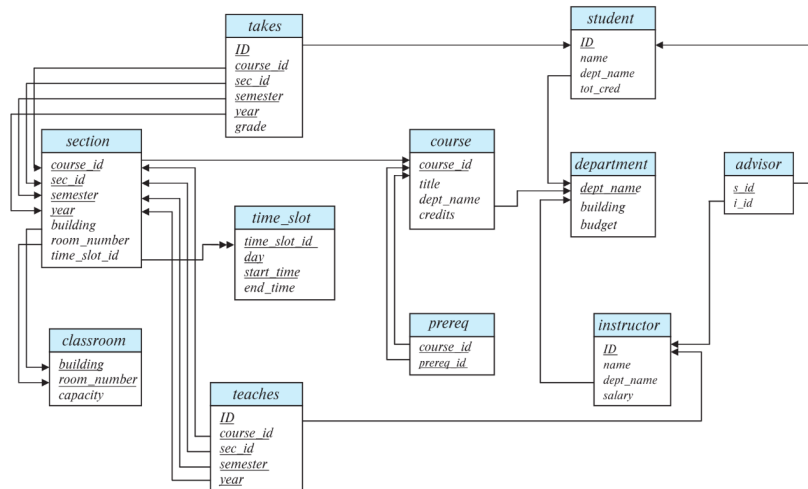 takes
ID
course_id
sec_id
semester
year
grade
student
ID
name
dept_name
tot_cred
section
course_id
sec_id
semester
year
building
room_number
time_slot_id
course
course_id
title
dept_name
credits
department
dept_name
building
budget
advisor
s_id
i_id
time_slot
time_slot_id
day
start_time
end_time
classroom
building
room_number
capacity
prereq
course_id
prereq_id
instructor
ID
name
dept_name
salary
teaches
ID
course_id
sec_id
semester
year